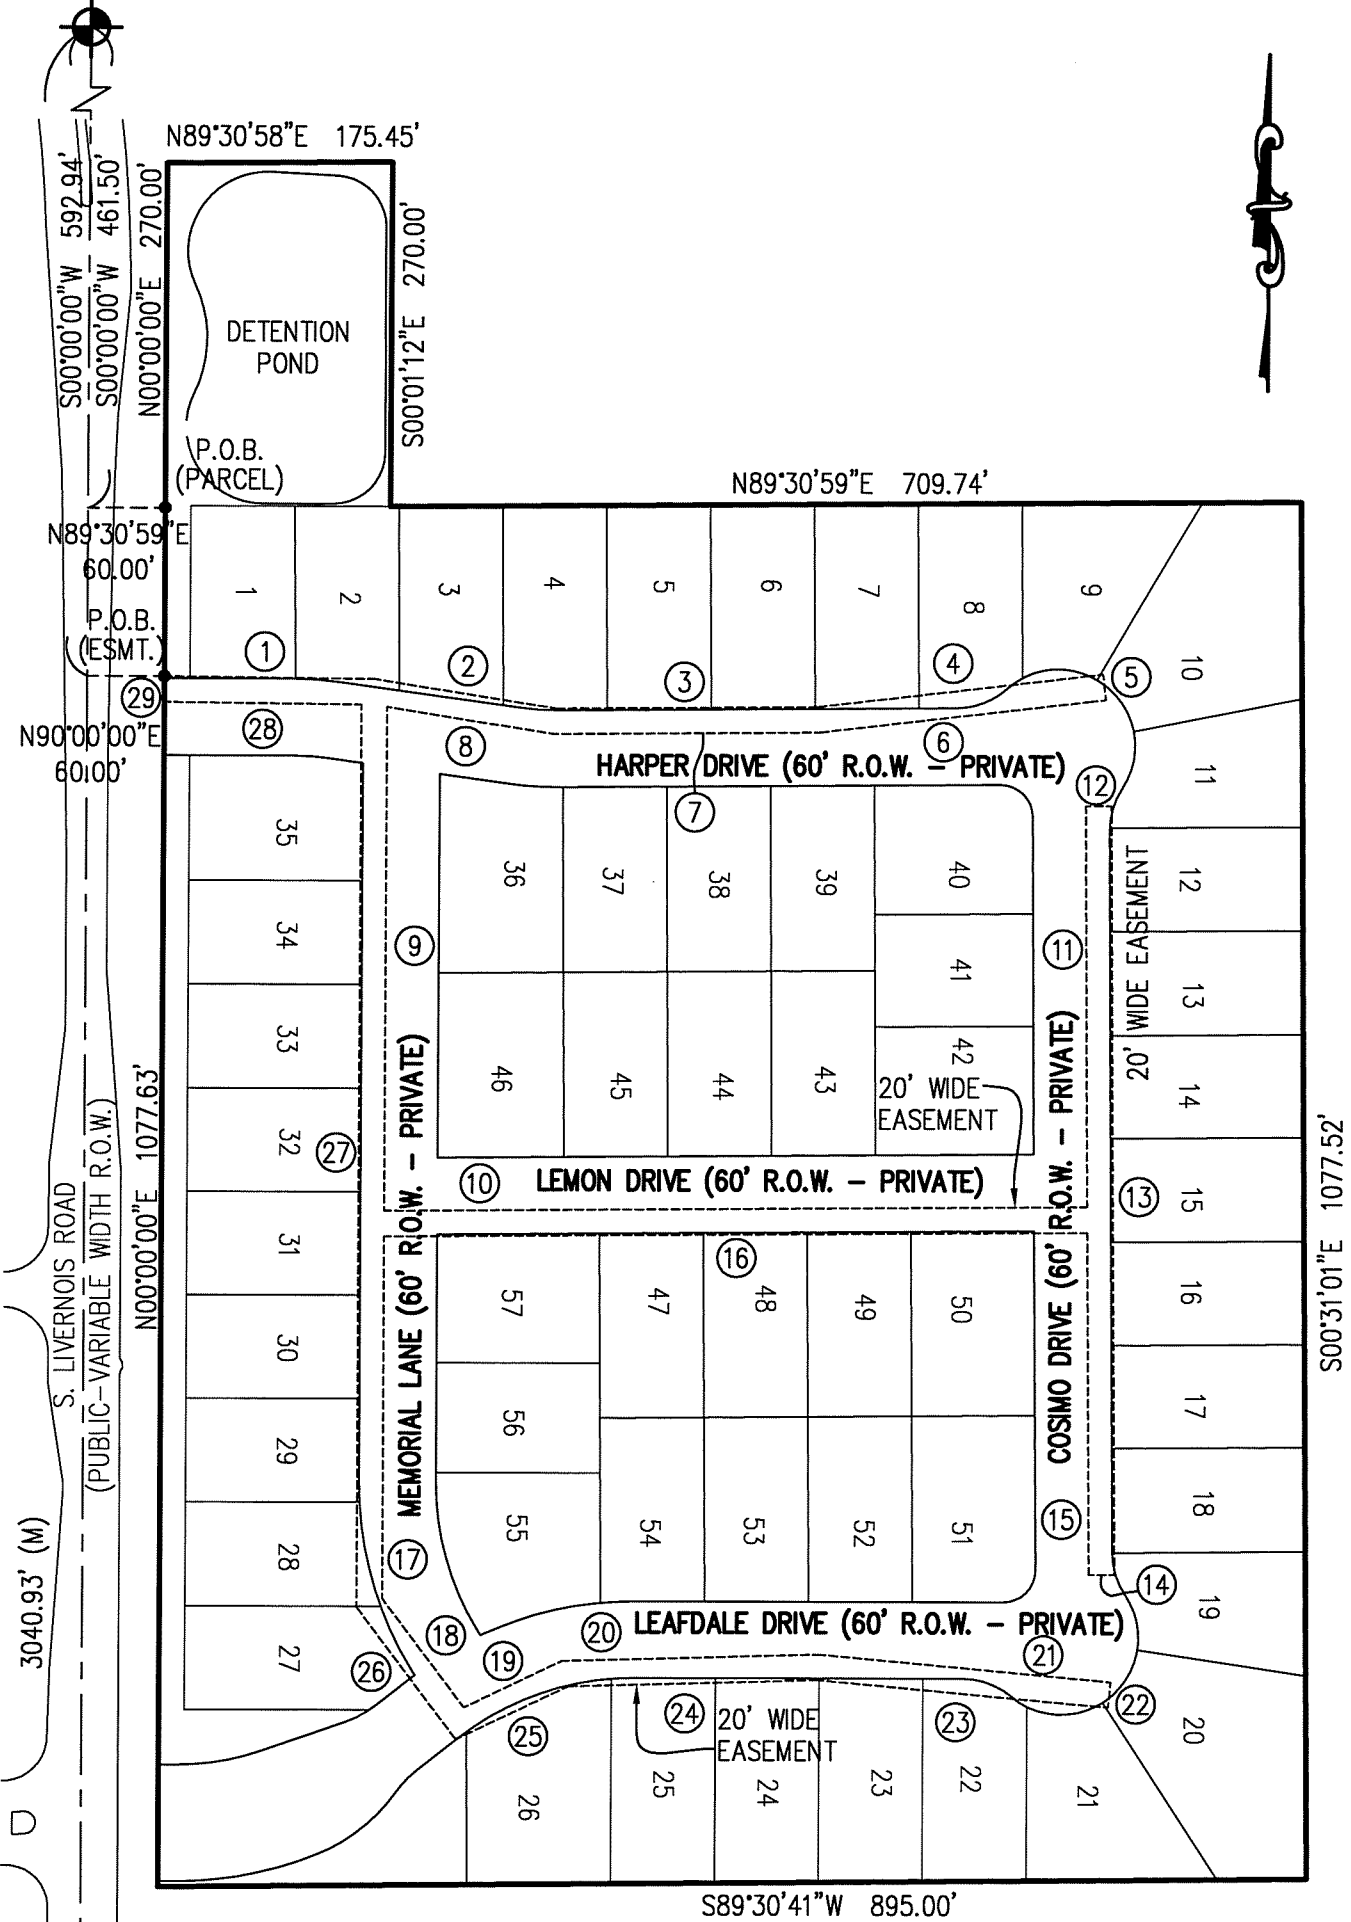 N89°30'58"E 175.45'
S00°00'00"W 592.94'
S00°00'00"W 461.50'
N00°00'00"E 270.00'
DETENTION
POND
S00°01'12"E 270.00'
P.O.B.
(PARCEL)
N89°30'59"E 709.74'
N89°30'59"E
60.00'
P.O.B.
(ESMT.)
1
2
3
4
5
6
7
8
9
10
1
2
3
4
5
29
28
N90°00'00"E
60.00'
8
6
HARPER DRIVE (60' R.O.W. - PRIVATE)
7
12
11
35
36
37
38
39
40
12
20' WIDE EASEMENT
34
9
41
11
13
33
42
14
46
45
44
43
20' WIDE
EASEMENT
32
27
MEMORIAL LANE (60' R.O.W. - PRIVATE)
COSIMO DRIVE (60' R.O.W. - PRIVATE)
10
LEMON DRIVE (60' R.O.W. - PRIVATE)
13
15
N00°00'00"E 1077.63'
S. LIVERNOIS ROAD
(PUBLIC-VARIABLE WIDTH R.O.W.)
S00°31'01"E 1077.52'
31
16
57
47
48
49
50
16
30
17
56
29
18
55
54
53
52
51
15
3040.93' (M)
28
17
14
19
18
19
20
LEAFDALE DRIVE (60' R.O.W. - PRIVATE)
21
27
26
22
25
24
20' WIDE
EASEMENT
23
20
26
25
24
23
22
21
D
S89°30'41"W 895.00'